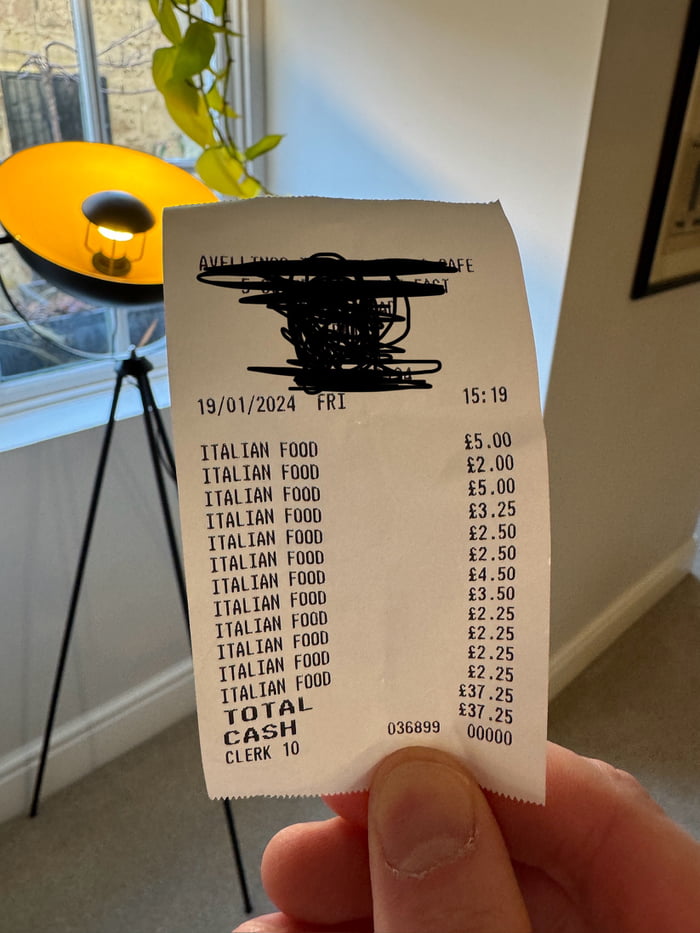 CAFE
EAST
19/01/2024 FRI 15:19
ITALIAN FOOD £5.00
ITALIAN FOOD £2.00
ITALIAN FOOD £5.00
ITALIAN FOOD £3.25
ITALIAN FOOD £2.50
ITALIAN FOOD £2.50
ITALIAN FOOD £4.50
ITALIAN FOOD £3.50
ITALIAN FOOD £2.25
ITALIAN FOOD £2.25
ITALIAN FOOD £2.25
ITALIAN FOOD £2.25
TOTAL £37.25
CASH £37.25
CLERK 10 036899 00000